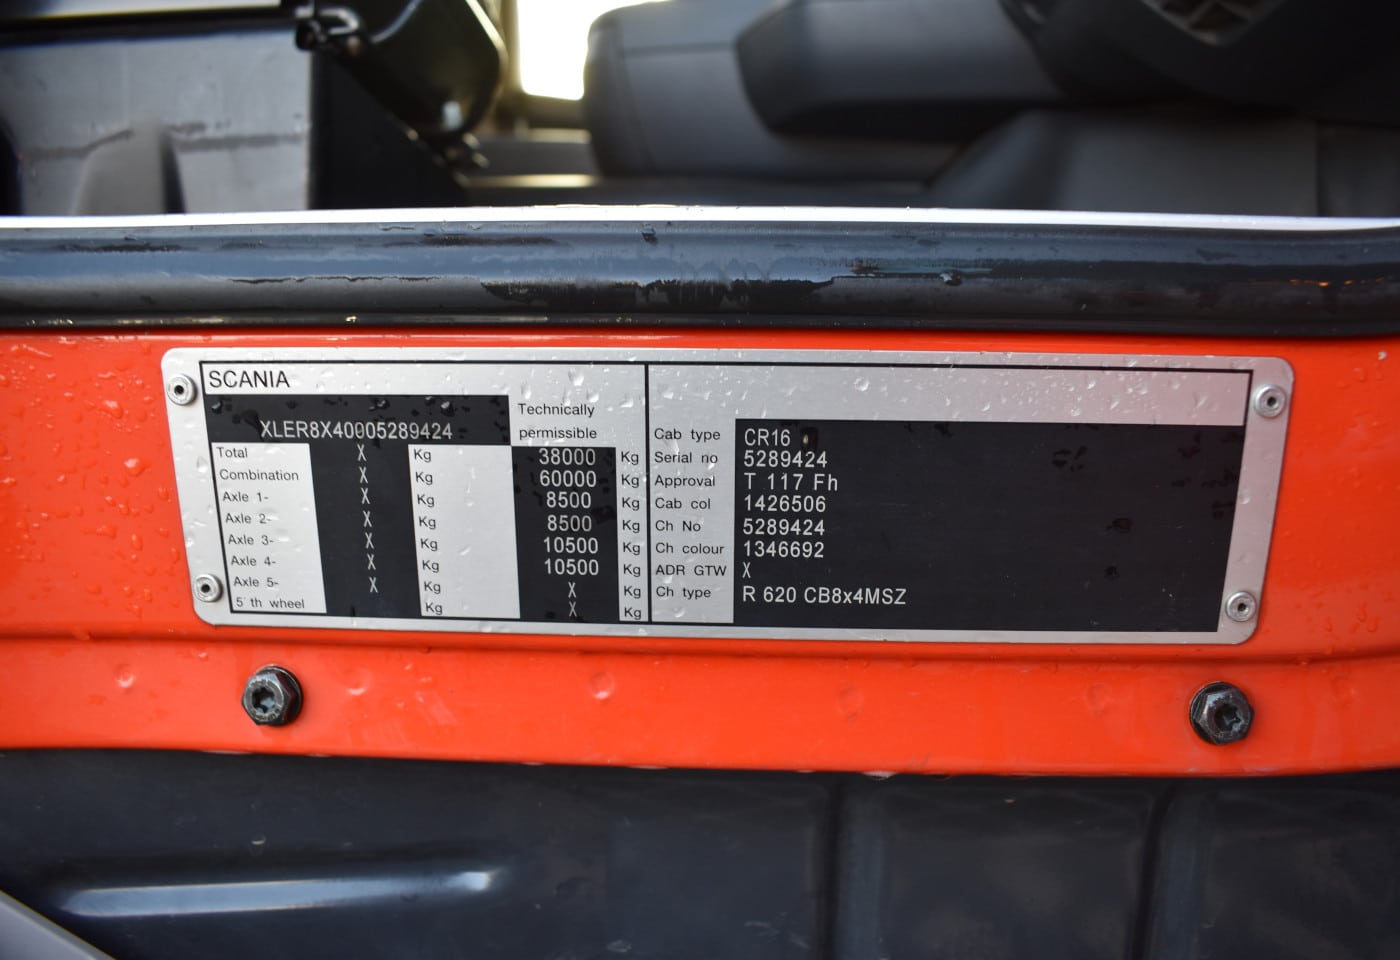 SCANIA
XLER8X40005289424
Technically
permissible
Total X Kg 38000 Kg
Combination X Kg 60000 Kg
Axle 1- X Kg 8500 Kg
Axle 2- X Kg 8500 Kg
Axle 3- X Kg 10500 Kg
Axle 4- X Kg 10500 Kg
Axle 5- X Kg X Kg
5`th wheel Kg X Kg
Cab type CR16
Serial no 5289424
Approval T 117 Fh
Cab col 1426506
Ch No 5289424
Ch colour 1346692
ADR GTW X
Ch type R 620 CB8x4MSZ